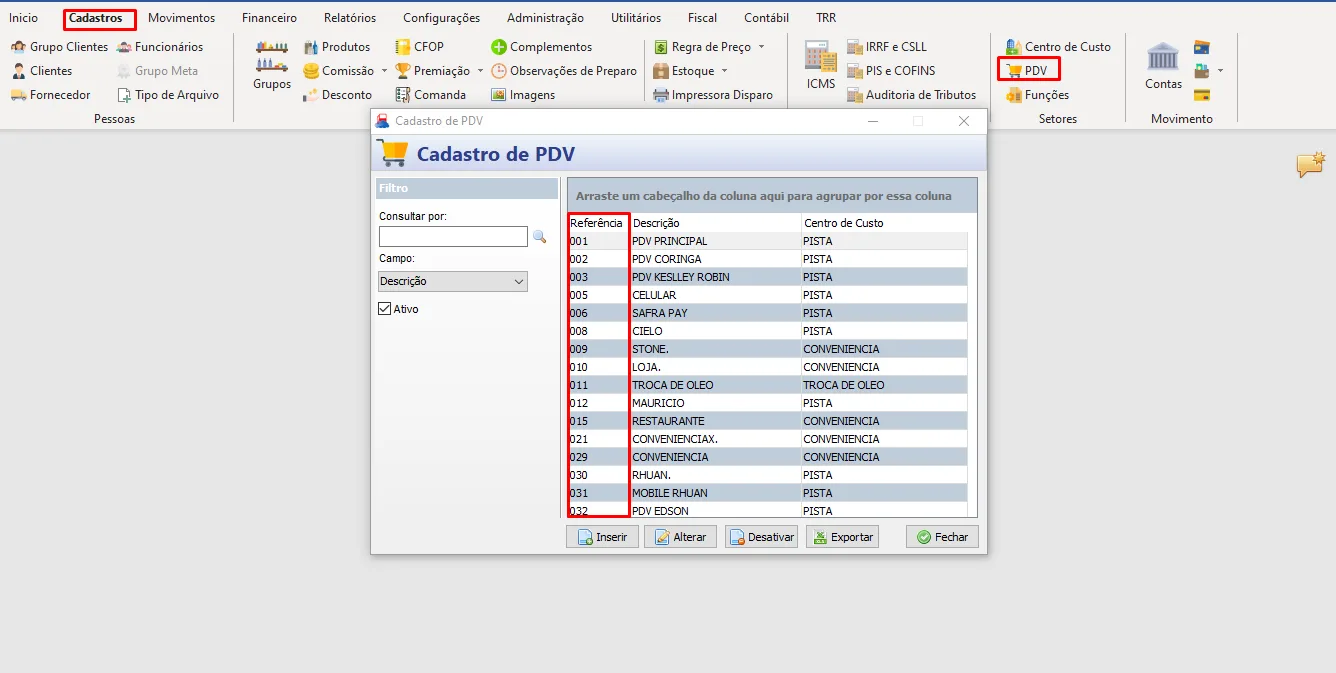 Inicio Cadastros Movimentos Financeiro Relatórios Configurações Administração Utilitários Fiscal Contábil TRR
Grupo Clientes Funcionários Produtos CFOP Complementos Regra de Preço IRRF e CSLL Centro de Custo
Clientes Grupo Meta Comissão Premiação Observações de Preparo Estoque PIS e COFINS PDV
Grupos ICMS Contas
Fornecedor Tipo de Arquivo Desconto Comanda Imagens Impressora Disparo Auditoria de Tributos Funções
Pessoas Setores Movimento
Cadastro de PDV
Cadastro de PDV
Filtro
Consultar por:
Campo:
Descrição
Ativo
Arraste um cabeçalho da coluna aqui para agrupar por essa coluna
Referência Descrição Centro de Custo
001 PDV PRINCIPAL PISTA
002 PDV CORINGA PISTA
003 PDV KESLLEY ROBIN PISTA
005 CELULAR PISTA
006 SAFRA PAY PISTA
008 CIELO PISTA
009 STONE. CONVENIENCIA
010 LOJA. CONVENIENCIA
011 TROCA DE OLEO TROCA DE OLEO
012 MAURICIO PISTA
015 RESTAURANTE CONVENIENCIA
021 CONVENIENCIAX. CONVENIENCIA
029 CONVENIENCIA CONVENIENCIA
030 RHUAN. PISTA
031 MOBILE RHUAN PISTA
032 PDV EDSON PISTA
Inserir Alterar Desativar Exportar Fechar